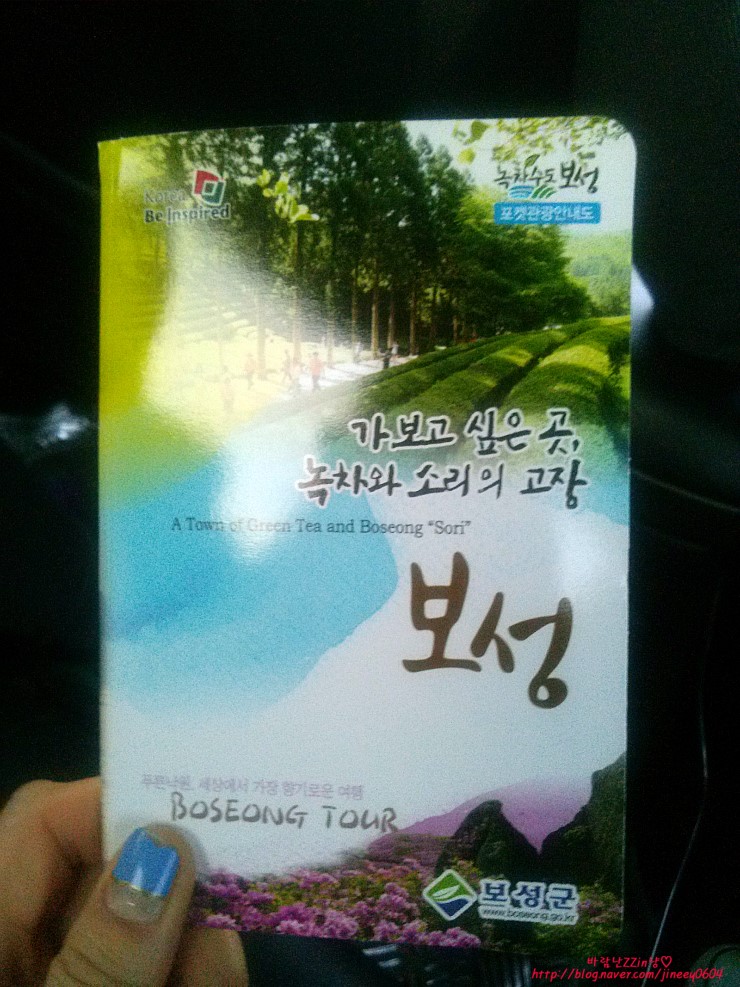 Korea
Be Inspired
녹차수도 보성
포켓관광안내도
가보고 싶은 곳,
녹차와 소리의 고장
A Town of Green Tea and Boseong “Sori”
보성
푸른낙원, 세상에서 가장 향기로운 여행
BOSEONG TOUR
보성군
www.boseong.go.kr
바람난ZZin냥♡
http://blog.naver.com/jineey0604